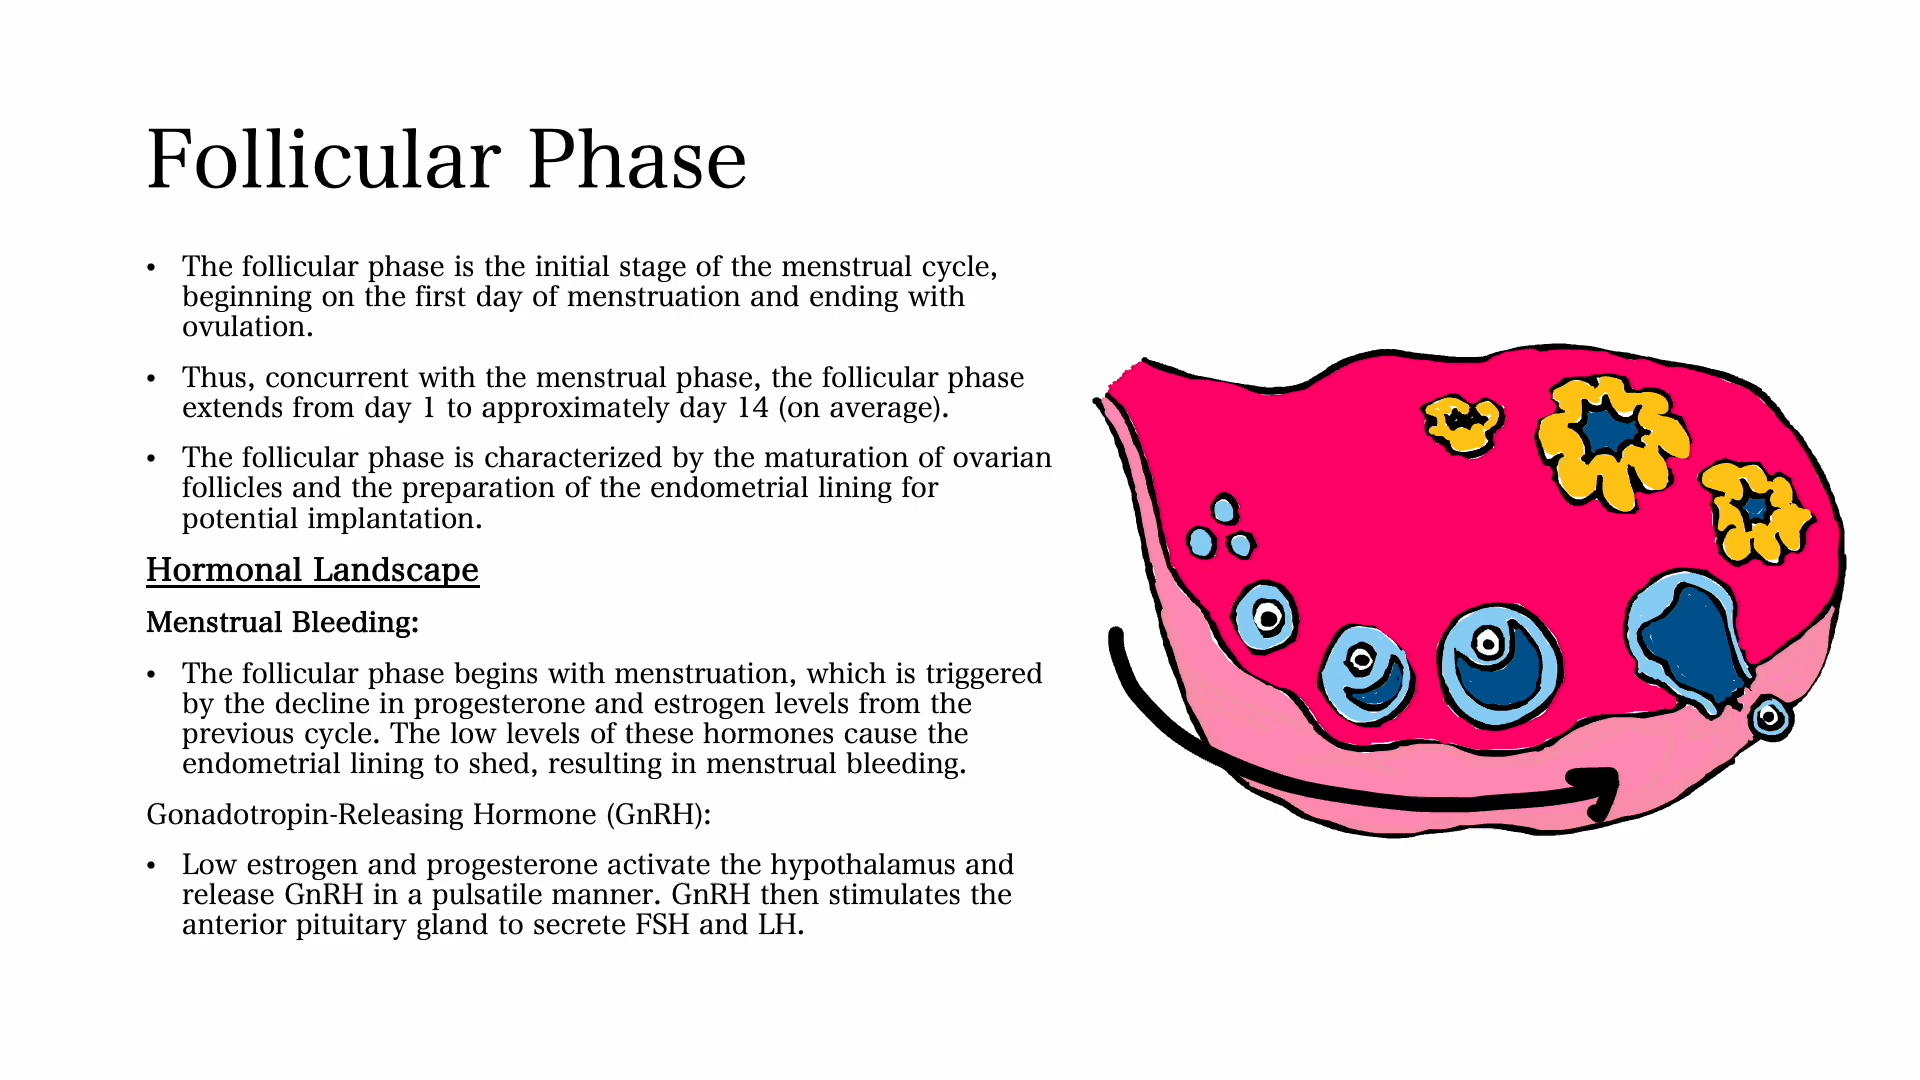 Follicular Phase
• The follicular phase is the initial stage of the menstrual cycle,
beginning on the first day of menstruation and ending with
ovulation.
• Thus, concurrent with the menstrual phase, the follicular phase
extends from day 1 to approximately day 14 (on average).
• The follicular phase is characterized by the maturation of ovarian
follicles and the preparation of the endometrial lining for
potential implantation.
Hormonal Landscape
Menstrual Bleeding:
• The follicular phase begins with menstruation, which is triggered
by the decline in progesterone and estrogen levels from the
previous cycle. The low levels of these hormones cause the
endometrial lining to shed, resulting in menstrual bleeding.
Gonadotropin-Releasing Hormone (GnRH):
• Low estrogen and progesterone activate the hypothalamus and
release GnRH in a pulsatile manner. GnRH then stimulates the
anterior pituitary gland to secrete FSH and LH.